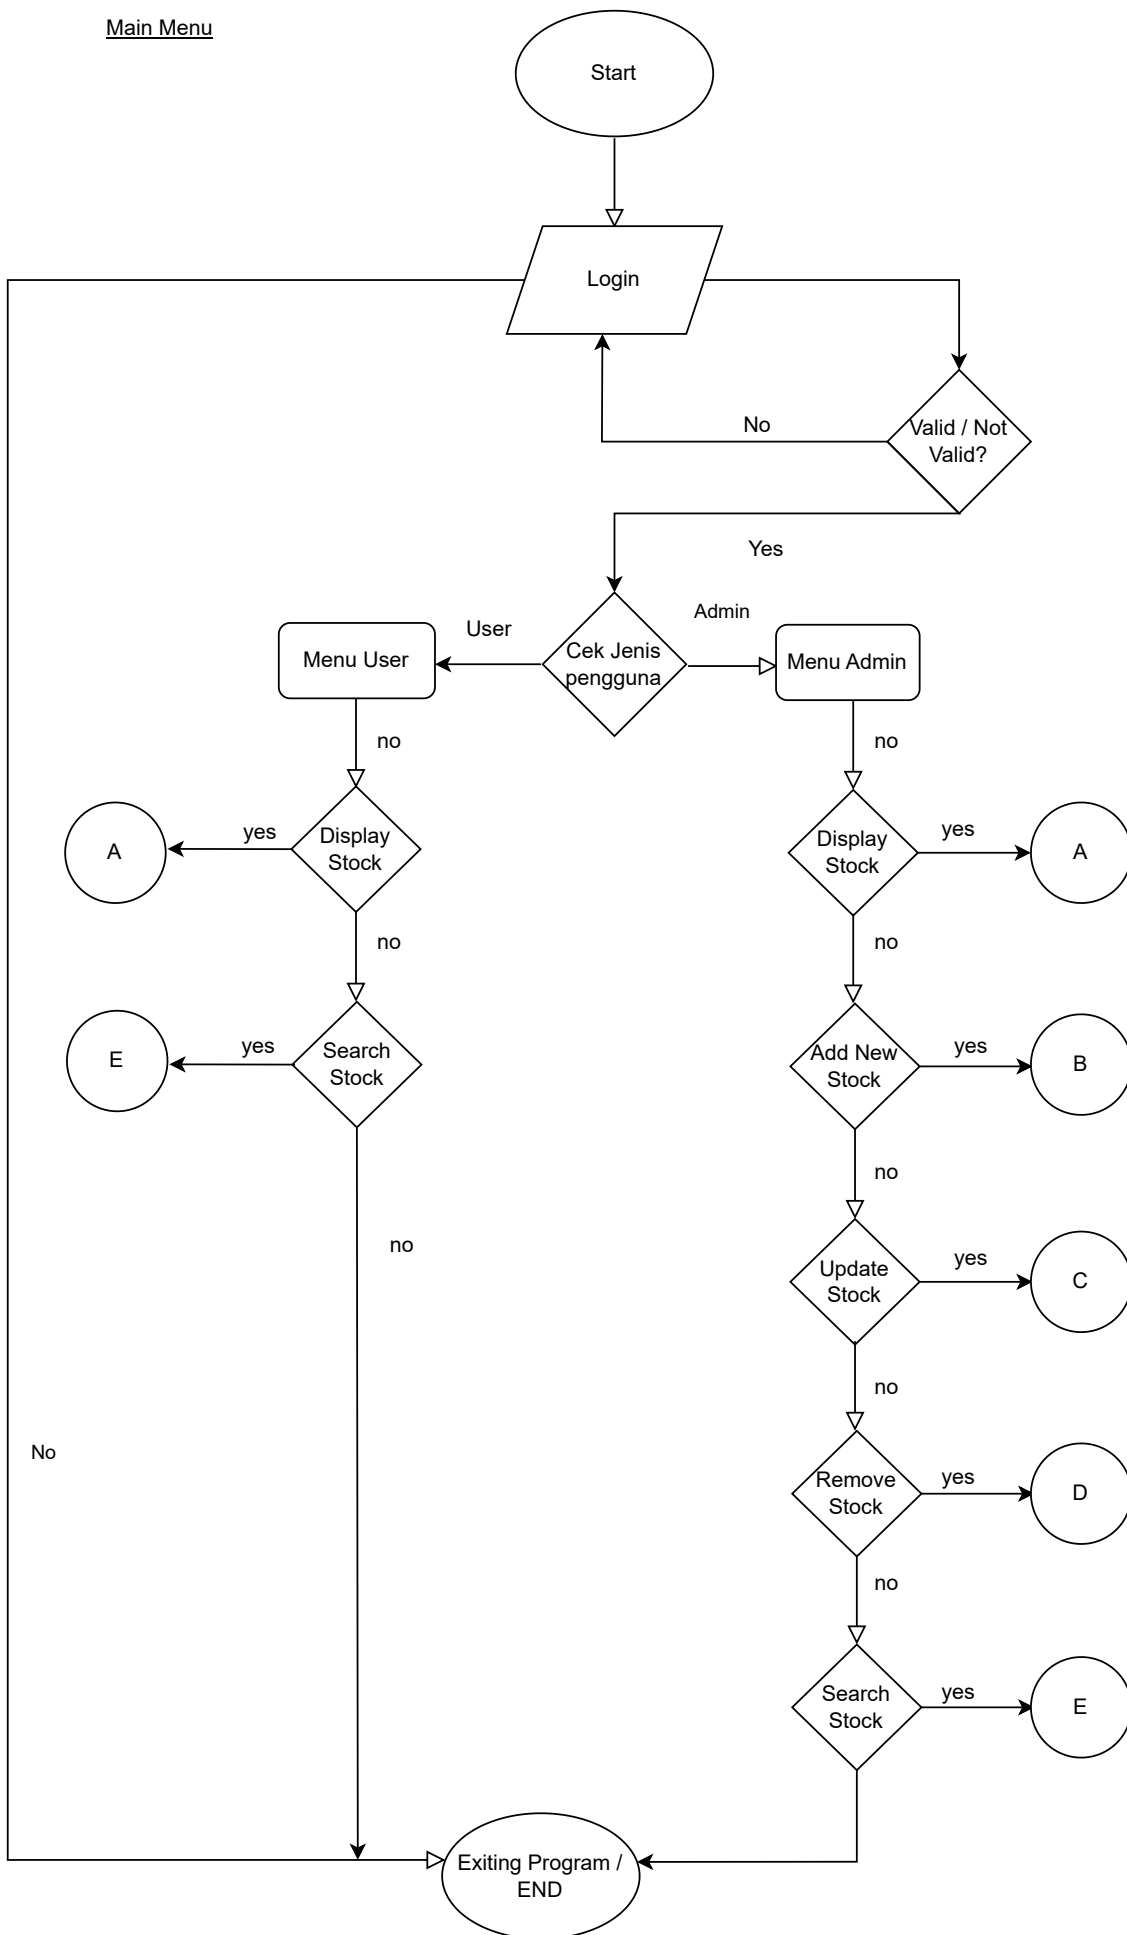 Main Menu
Start
Login
No
Valid / Not
Valid?
Yes
User
Admin
Menu User
Cek Jenis
pengguna
Menu Admin
no
no
A
yes
Display
Stock
Display
Stock
yes
A
no
no
E
yes
Search
Stock
Add New
Stock
yes
B
no
no
Update
Stock
yes
C
no
No
Remove
Stock
yes
D
no
Search
Stock
yes
E
Exiting Program /
END